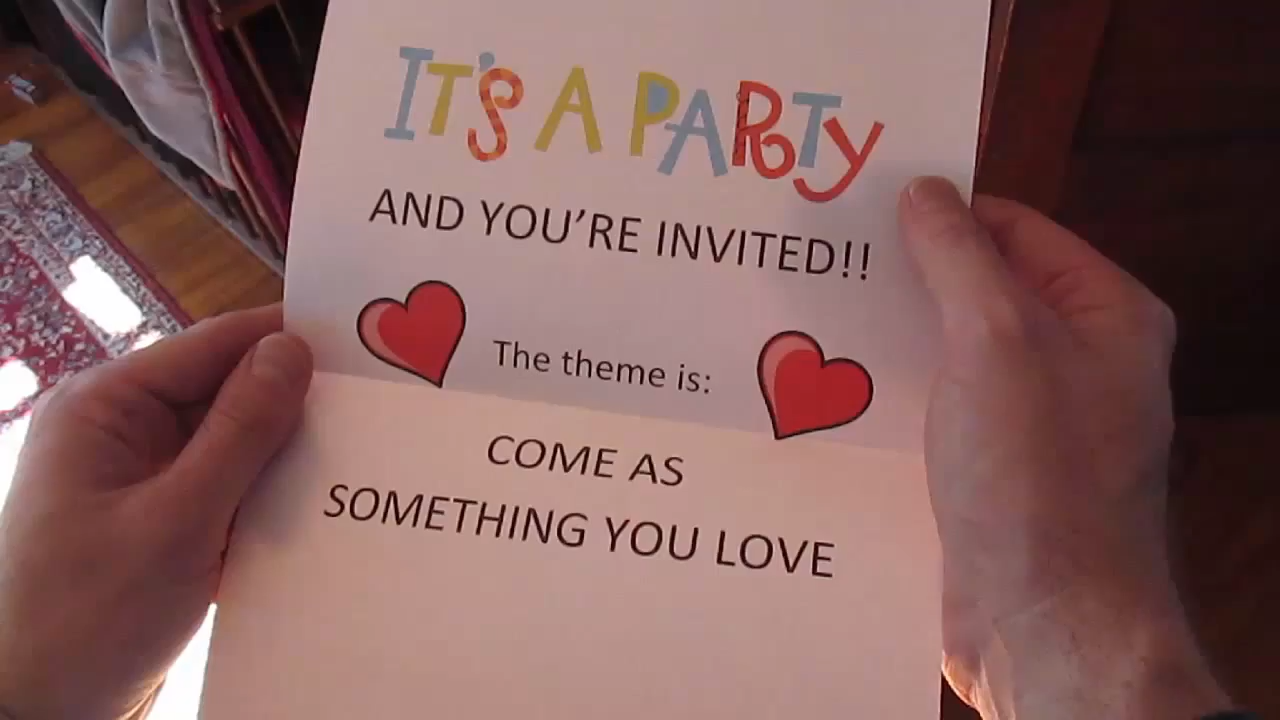 IT'S A PARTY
AND YOU'RE INVITED!!
The theme is:
COME AS
SOMETHING YOU LOVE